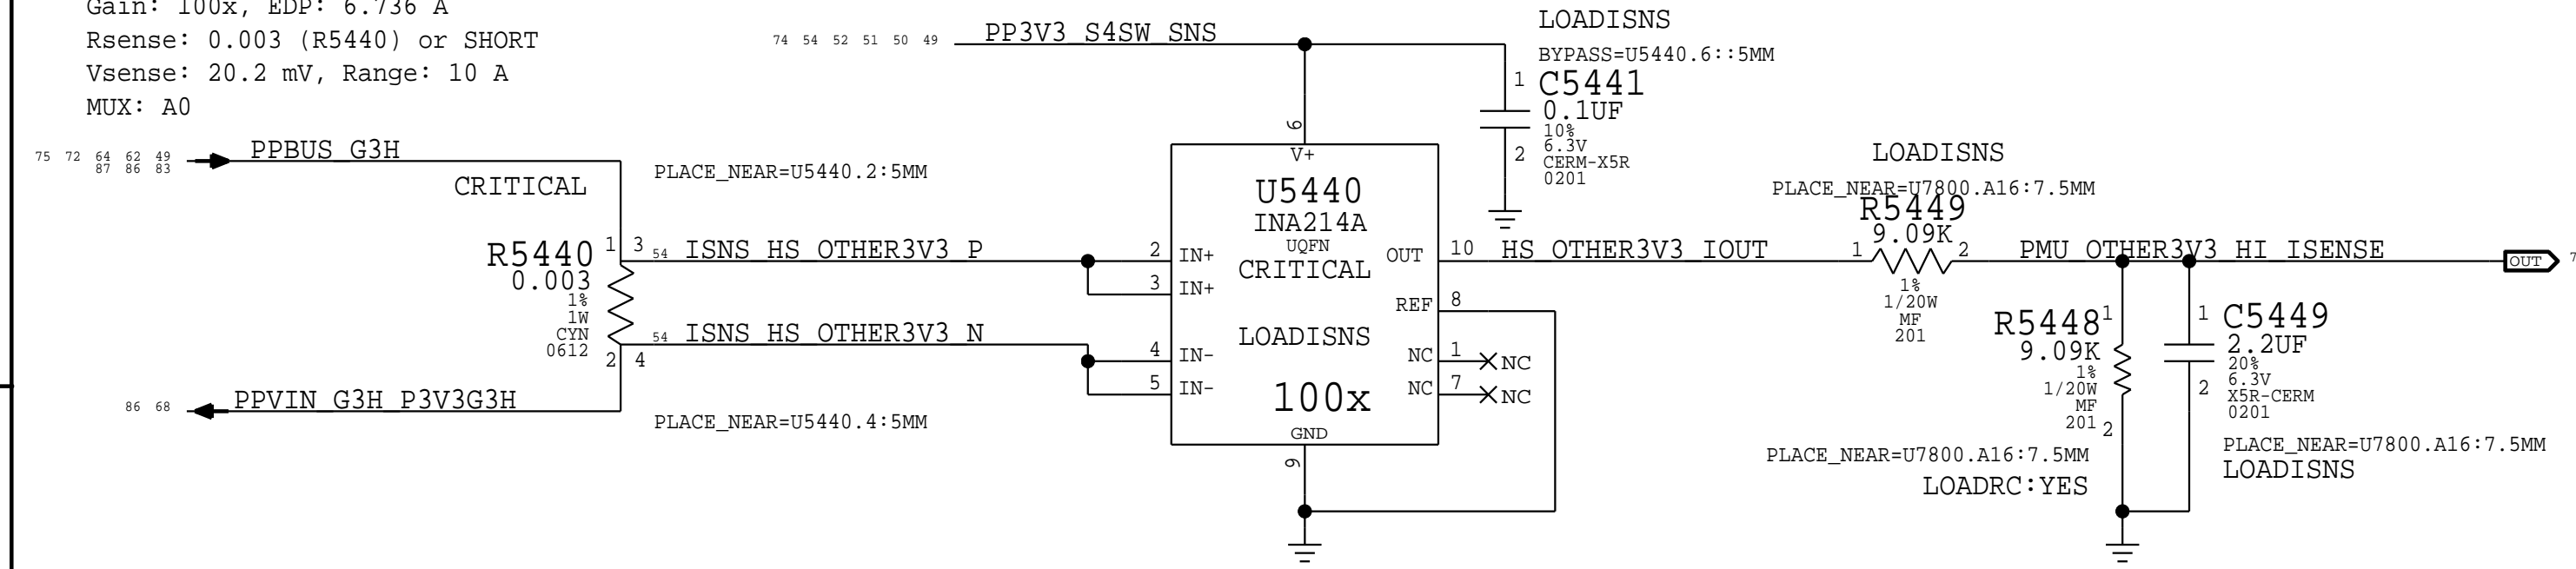 Gain: 100x, EDP: 6.736 A
Rsense: 0.003 (R5440) or SHORT
Vsense: 20.2 mV, Range: 10 A
MUX: A0
74 54 52 51 50 49
PP3V3_S4SW_SNS
LOADISNS
BYPASS=U5440.6::5MM
1
C5441
0.1UF
10%
6.3V
CERM-X5R
0201
2
75 72 64 62 49
87 86 83
PPBUS_G3H
CRITICAL
PLACE_NEAR=U5440.2:5MM
R5440
0.003
1%
1W
CYN
0612
1 3
2 4
54 ISNS_HS_OTHER3V3_P
54 ISNS_HS_OTHER3V3_N
86 68
PPVIN_G3H_P3V3G3H
PLACE_NEAR=U5440.4:5MM
6
V+
U5440
INA214A
UQFN
CRITICAL
LOADISNS
100x
2 IN+
3 IN+
4 IN-
5 IN-
OUT 10
REF 8
NC 1 NC
NC 7 NC
GND
9
HS_OTHER3V3_IOUT
LOADISNS
PLACE_NEAR=U7800.A16:7.5MM
R5449
1 9.09K 2
1%
1/20W
MF
201
PMU_OTHER3V3_HI_ISENSE
OUT
7
1
R5448
9.09K
1%
1/20W
MF
201
2
PLACE_NEAR=U7800.A16:7.5MM
LOADRC:YES
1
C5449
2.2UF
20%
6.3V
X5R-CERM
0201
2
PLACE_NEAR=U7800.A16:7.5MM
LOADISNS